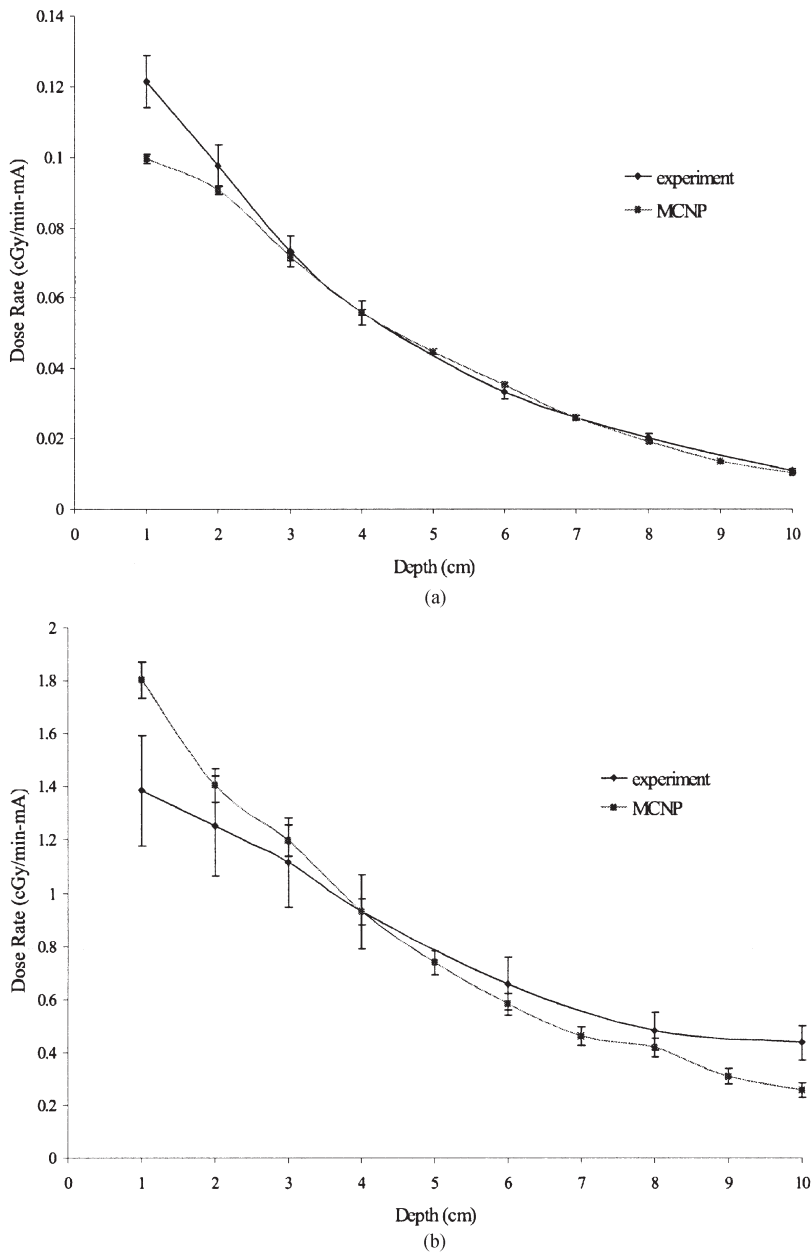 0.14
0.12
0.1
0.08
0.06
0.04
0.02
0
Dose Rate (cGy/min-mA)
experiment
MCNP
0 1 2 3 4 5 6 7 8 9 10
Depth (cm)
(a)
2
1.8
1.6
1.4
1.2
1
0.8
0.6
0.4
0.2
0
Dose Rate (cGy/min-mA)
experiment
MCNP
0 1 2 3 4 5 6 7 8 9 10
Depth (cm)
(b)